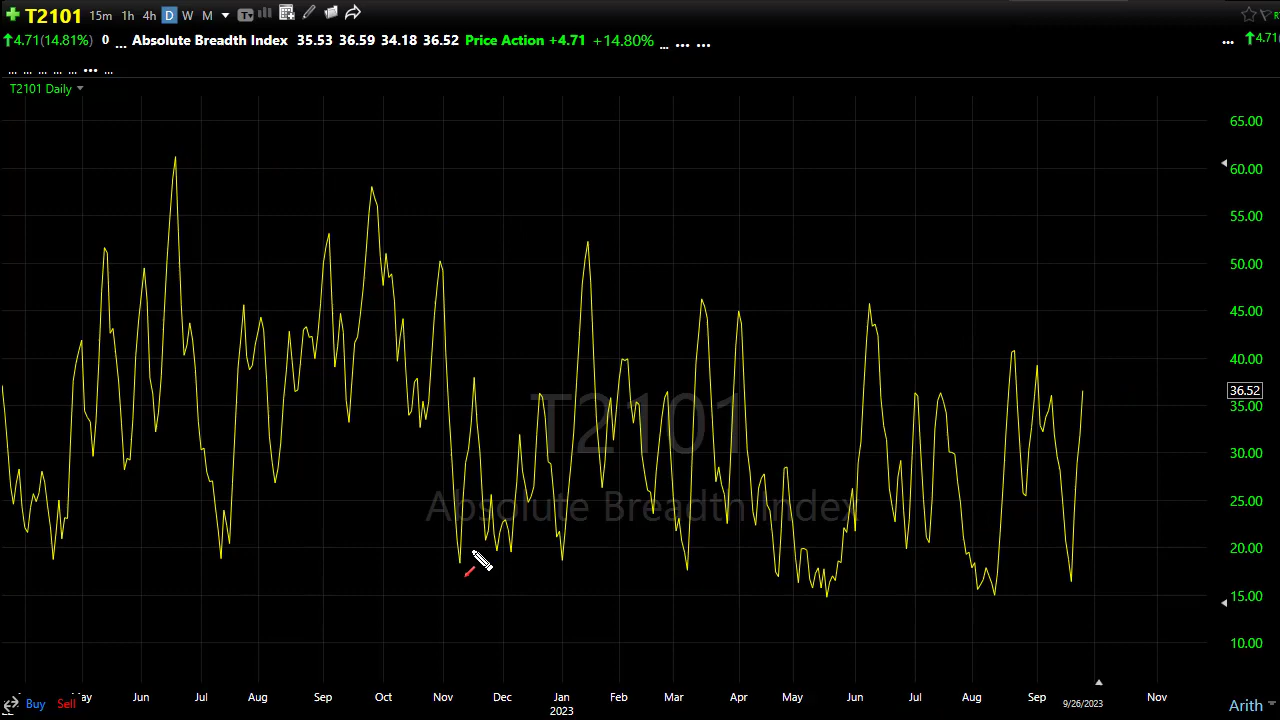 T2101 15m 1h 4h D W M
4.71(14.81%) 0 ... Absolute Breadth Index 35.53 36.59 34.18 36.52 Price Action +4.71 +14.80% ... ... ... ... 4.71(
... ... ... ... ... ... ...
T2101 Daily
65.00
60.00
55.00
50.00
45.00
40.00
36.52
35.00
30.00
25.00
20.00
15.00
10.00
T2101
Absolute Breadth Index
May Jun Jul Aug Sep Oct Nov Dec Jan Feb Mar Apr May Jun Jul Aug Sep 9/26/2023 Nov
Buy Sell 2023 Arith